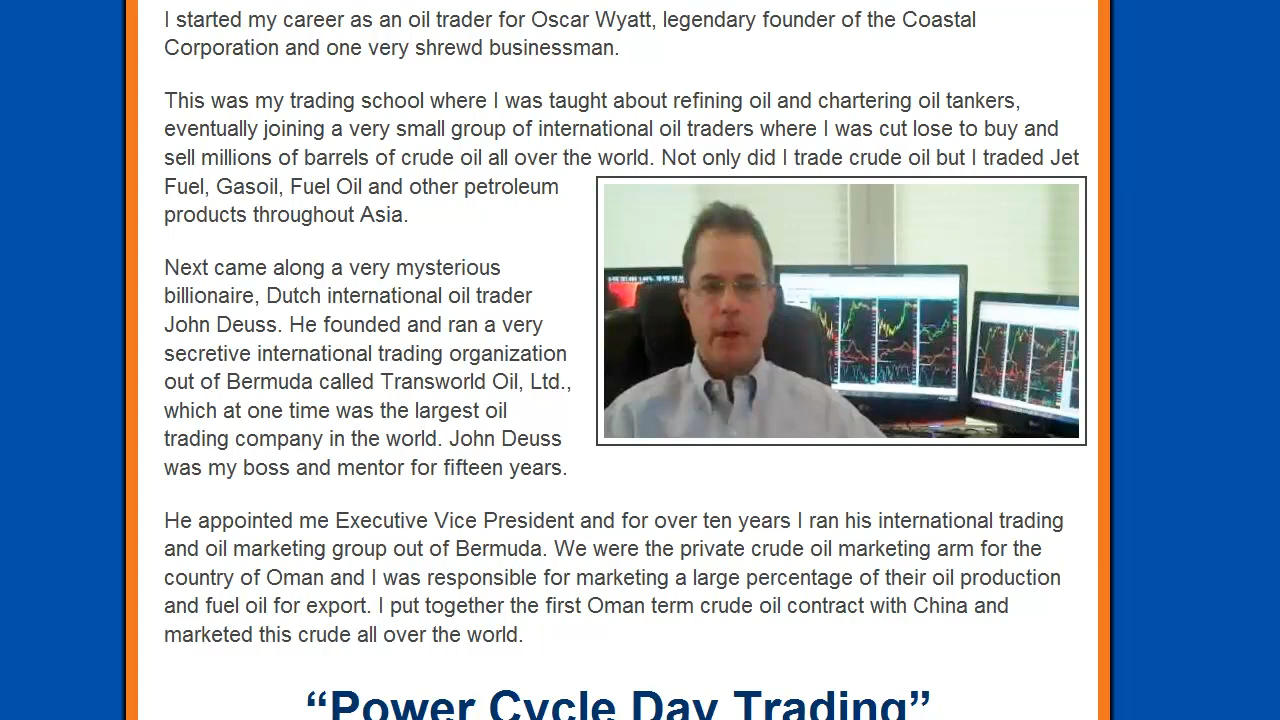 I started my career as an oil trader for Oscar Wyatt, legendary founder of the Coastal
Corporation and one very shrewd businessman.
This was my trading school where I was taught about refining oil and chartering oil tankers,
eventually joining a very small group of international oil traders where I was cut lose to buy and
sell millions of barrels of crude oil all over the world. Not only did I trade crude oil but I traded Jet
Fuel, Gasoil, Fuel Oil and other petroleum
products throughout Asia.
Next came along a very mysterious
billionaire, Dutch international oil trader
John Deuss. He founded and ran a very
secretive international trading organization
out of Bermuda called Transworld Oil, Ltd.,
which at one time was the largest oil
trading company in the world. John Deuss
was my boss and mentor for fifteen years.
He appointed me Executive Vice President and for over ten years I ran his international trading
and oil marketing group out of Bermuda. We were the private crude oil marketing arm for the
country of Oman and I was responsible for marketing a large percentage of their oil production
and fuel oil for export. I put together the first Oman term crude oil contract with China and
marketed this crude all over the world.
“Power Cycle Day Trading”